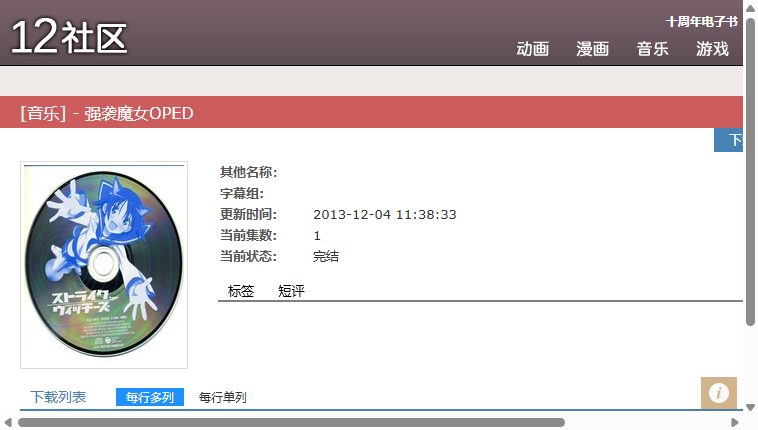 12社区
十周年电子书
动画 漫画 音乐 游戏
[音乐] - 强袭魔女OPED
其他名称：
字幕组：
更新时间： 2013-12-04 11:38:33
当前集数： 1
当前状态： 完结
标签 短评
ストライク
ウィッチーズ
下载列表 每行多列 每行单列